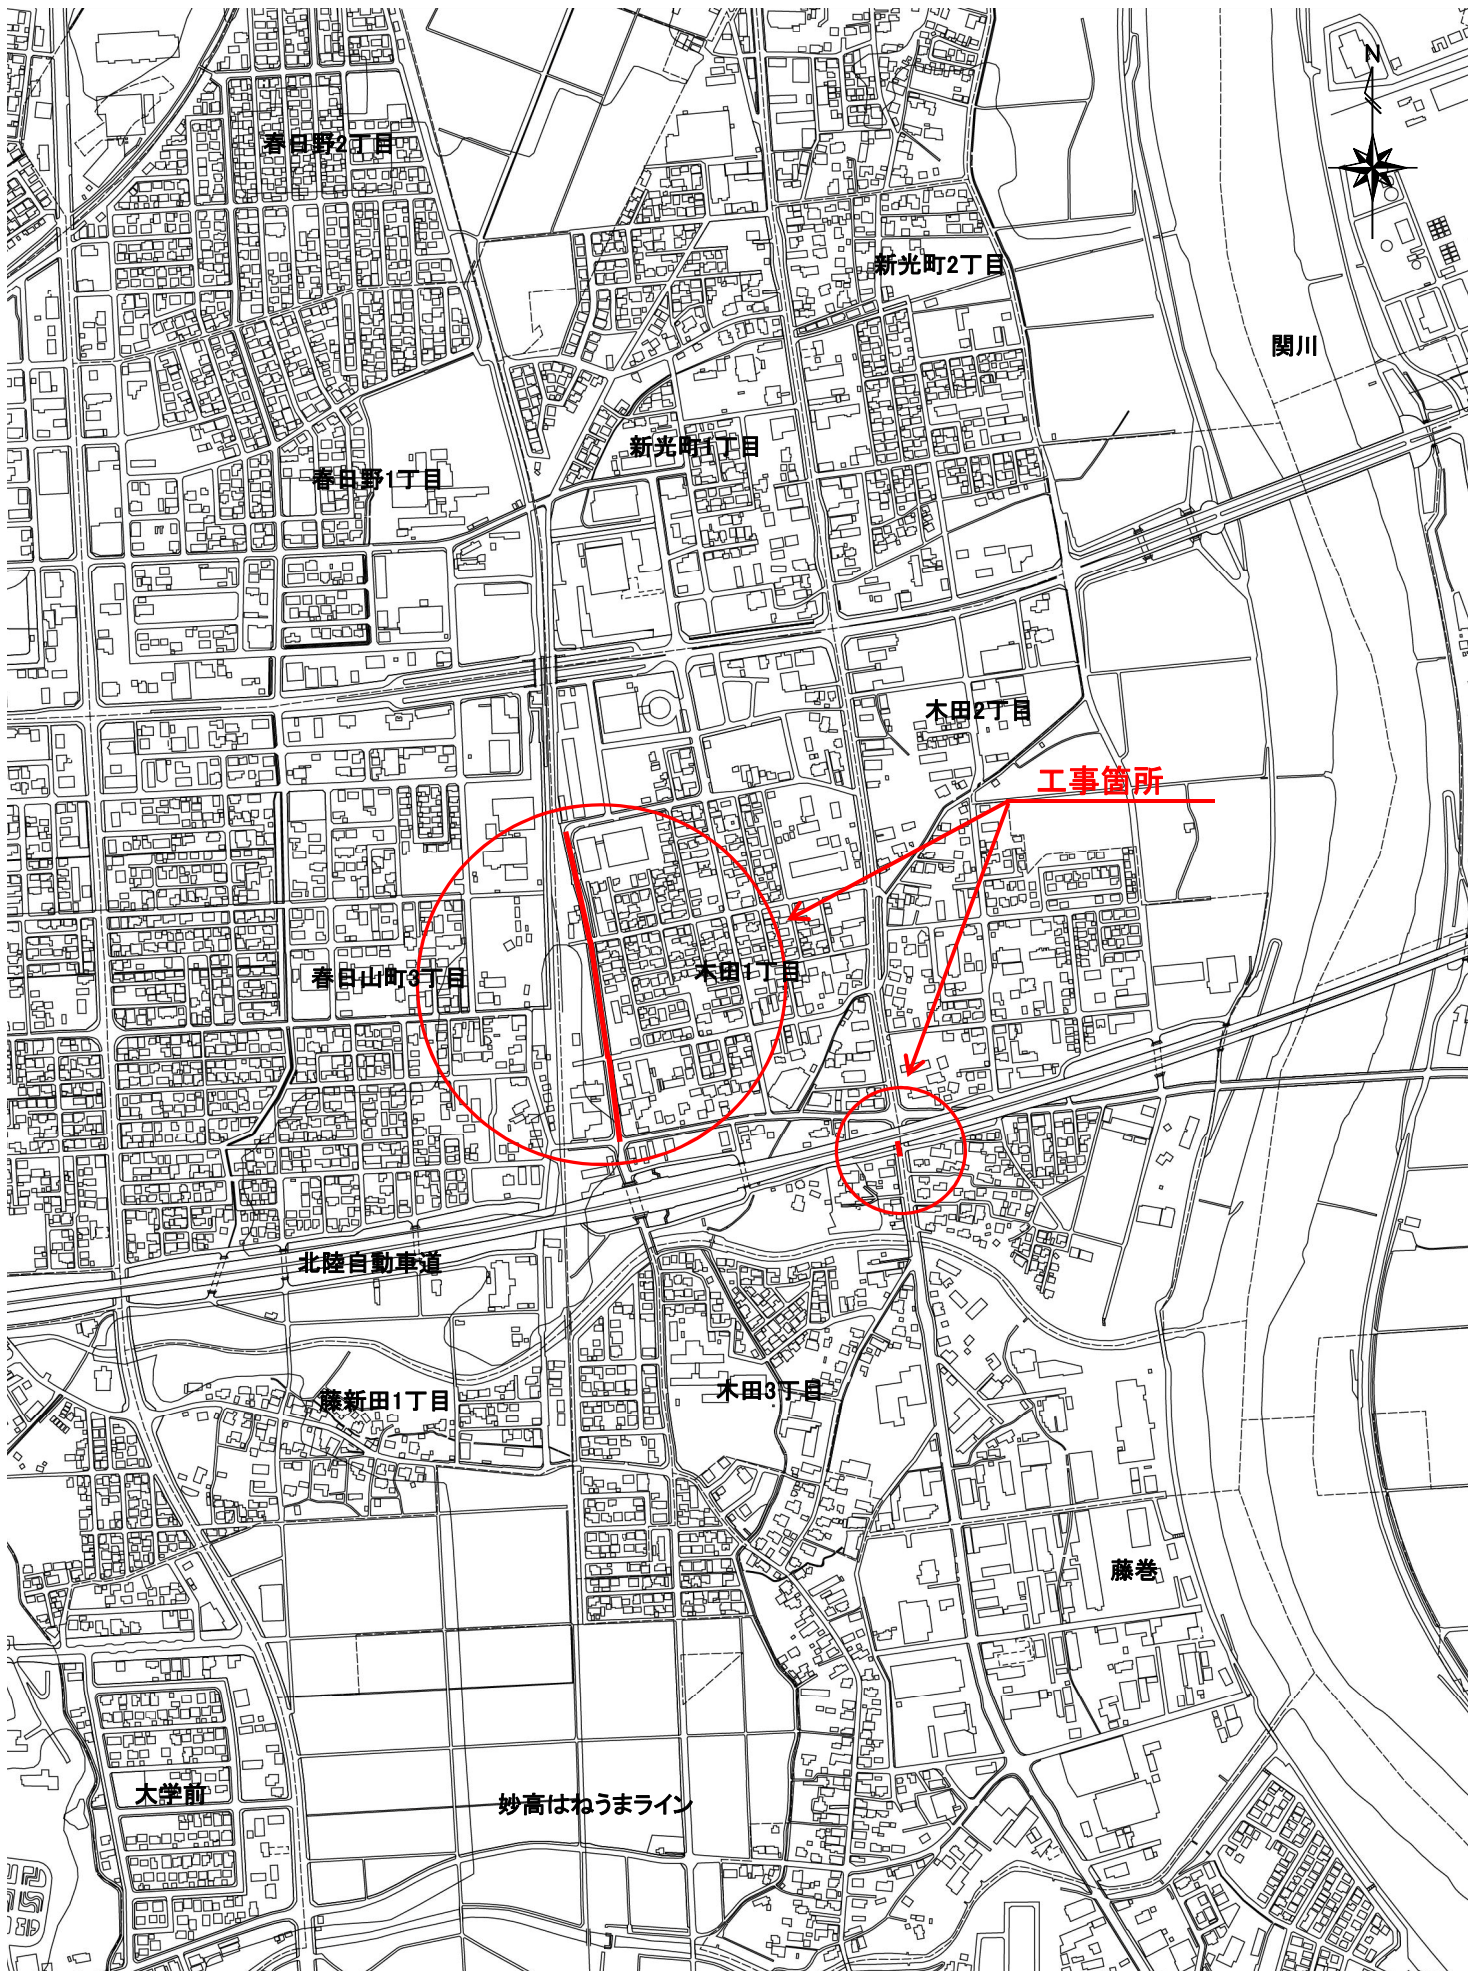 N
春日野2丁目
新光町2丁目
関川
新光町1丁目
春日野1丁目
木田2丁目
工事箇所
木田1丁目
春日山町3丁目
北陸自動車道
木田3丁目
藤新田1丁目
藤巻
大学前
妙高はねうまライン